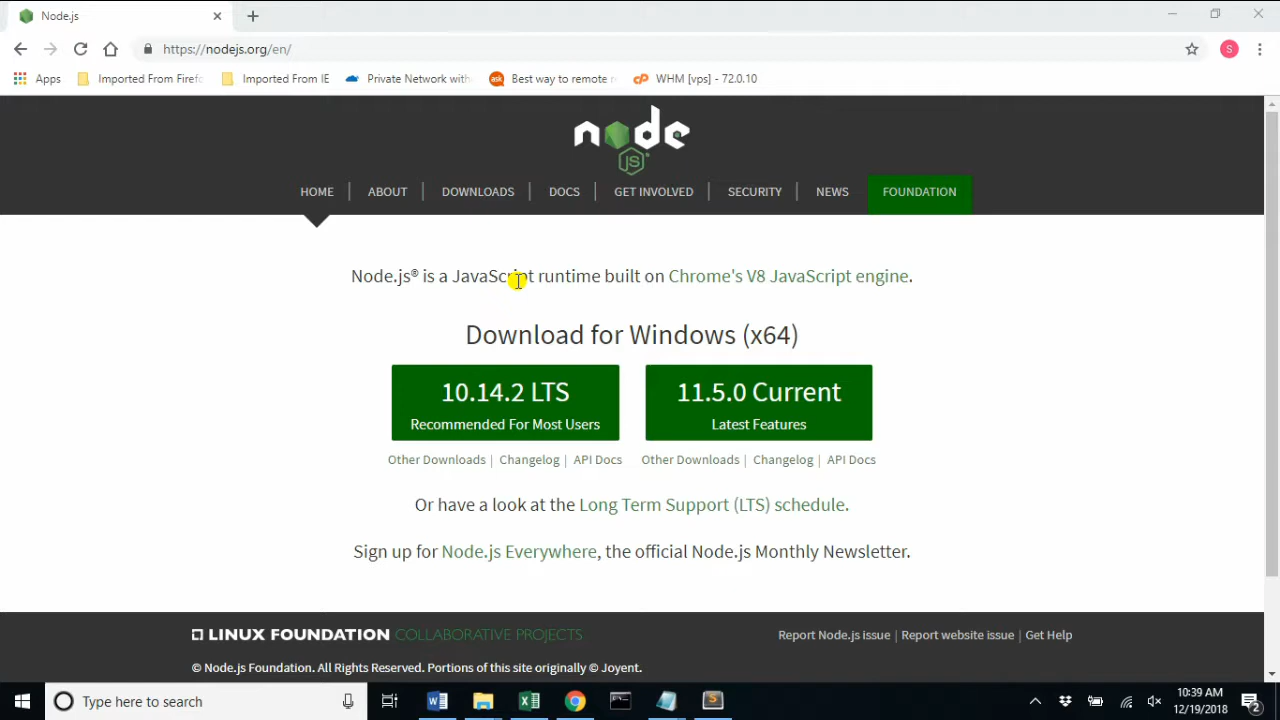 Node.js
https://nodejs.org/en/
S
Apps Imported From Firefo Imported From IE Private Network with Best way to remote r WHM [vps] - 72.0.10
node
JS
HOME | ABOUT | DOWNLOADS | DOCS | GET INVOLVED | SECURITY | NEWS FOUNDATION
Node.js® is a JavaScript runtime built on Chrome's V8 JavaScript engine.
Download for Windows (x64)
10.14.2 LTS 11.5.0 Current
Recommended For Most Users Latest Features
Other Downloads | Changelog | API Docs Other Downloads | Changelog | API Docs
Or have a look at the Long Term Support (LTS) schedule.
Sign up for Node.js Everywhere, the official Node.js Monthly Newsletter.
LINUX FOUNDATION COLLABORATIVE PROJECTS Report Node.js issue | Report website issue | Get Help
© Node.js Foundation. All Rights Reserved. Portions of this site originally © Joyent.
Type here to search 10:39 AM
12/19/2018 2